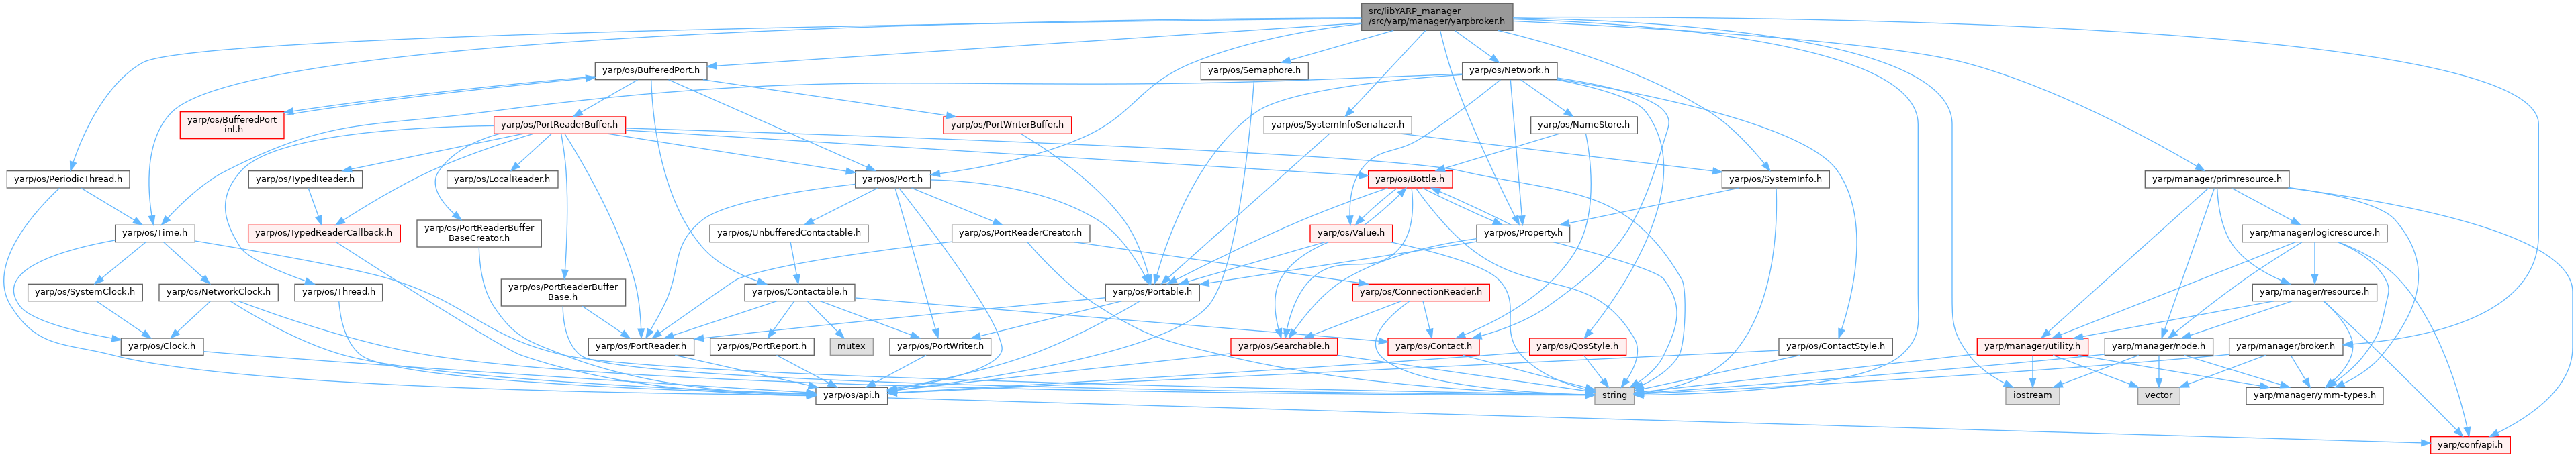 src/libYARP_manager
/src/yarp/manager/yarpbroker.h
yarp/os/BufferedPort.h
yarp/os/Semaphore.h
yarp/os/Network.h
yarp/os/BufferedPort
-inl.h
yarp/os/PortReaderBuffer.h
yarp/os/PortWriterBuffer.h
yarp/os/SystemInfoSerializer.h
yarp/os/NameStore.h
yarp/os/PeriodicThread.h
yarp/os/TypedReader.h
yarp/os/LocalReader.h
yarp/os/Port.h
yarp/os/Bottle.h
yarp/os/SystemInfo.h
yarp/manager/primresource.h
yarp/os/Time.h
yarp/os/TypedReaderCallback.h
yarp/os/PortReaderBuffer
BaseCreator.h
yarp/os/UnbufferedContactable.h
yarp/os/PortReaderCreator.h
yarp/os/Value.h
yarp/os/Property.h
yarp/manager/logicresource.h
yarp/os/SystemClock.h
yarp/os/NetworkClock.h
yarp/os/Thread.h
yarp/os/PortReaderBuffer
Base.h
yarp/os/Contactable.h
yarp/os/Portable.h
yarp/os/ConnectionReader.h
yarp/manager/resource.h
yarp/os/Clock.h
yarp/os/PortReader.h
yarp/os/PortReport.h
mutex
yarp/os/PortWriter.h
yarp/os/Searchable.h
yarp/os/Contact.h
yarp/os/QosStyle.h
yarp/os/ContactStyle.h
yarp/manager/utility.h
yarp/manager/node.h
yarp/manager/broker.h
yarp/os/api.h
string
iostream
vector
yarp/manager/ymm-types.h
yarp/conf/api.h